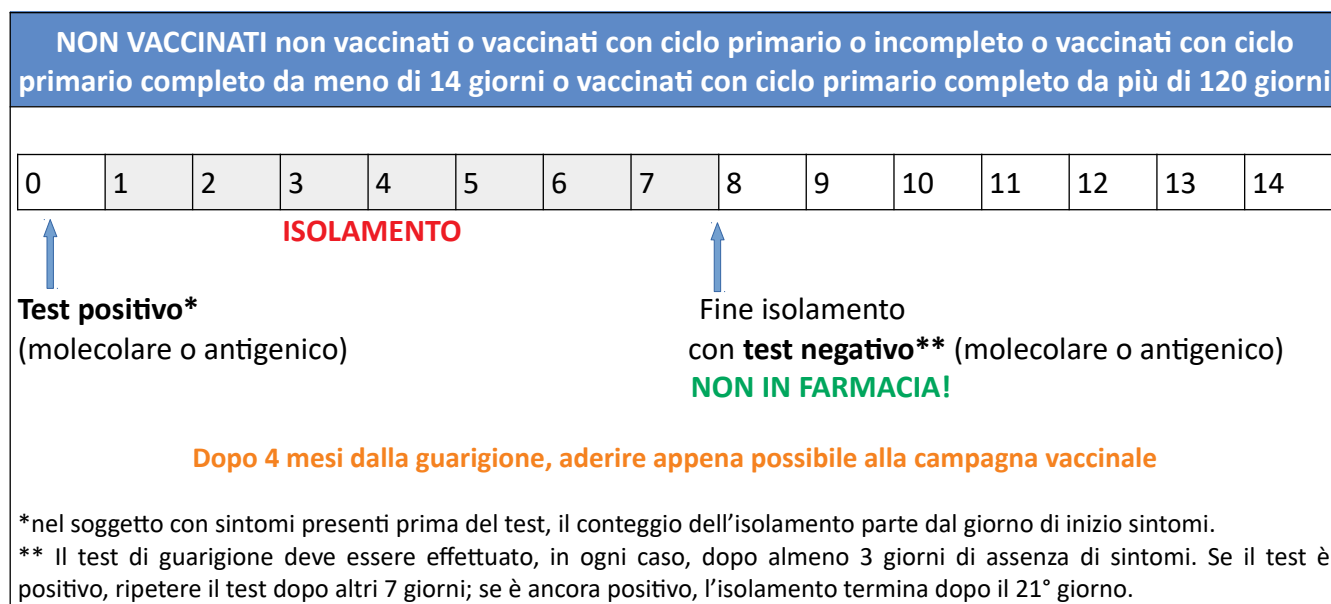 NON VACCINATI non vaccinati o vaccinati con ciclo primario o incompleto o vaccinati con ciclo
primario completo da meno di 14 giorni o vaccinati con ciclo primario completo da più di 120 giorni
0 1 2 3 4 5 6 7 8 9 10 11 12 13 14
ISOLAMENTO
Test positivo* Fine isolamento
(molecolare o antigenico) con test negativo** (molecolare o antigenico)
NON IN FARMACIA!
Dopo 4 mesi dalla guarigione, aderire appena possibile alla campagna vaccinale
*nel soggetto con sintomi presenti prima del test, il conteggio dell’isolamento parte dal giorno di inizio sintomi.
** Il test di guarigione deve essere effettuato, in ogni caso, dopo almeno 3 giorni di assenza di sintomi. Se il test è
positivo, ripetere il test dopo altri 7 giorni; se è ancora positivo, l’isolamento termina dopo il 21° giorno.